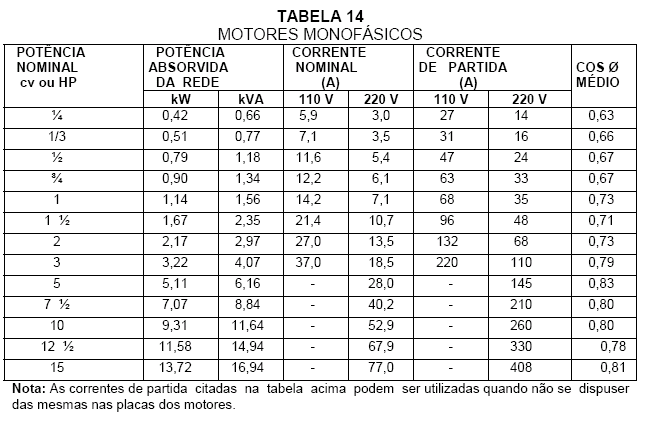 TABELA 14
MOTORES MONOFÁSICOS
POTÊNCIA NOMINAL cv ou HP | POTÊNCIA ABSORVIDA DA REDE | CORRENTE NOMINAL (A) | CORRENTE DE PARTIDA (A) | COS Ø MÉDIO
kW | kVA | 110 V | 220 V | 110 V | 220 V
¼ | 0,42 | 0,66 | 5,9 | 3,0 | 27 | 14 | 0,63
1/3 | 0,51 | 0,77 | 7,1 | 3,5 | 31 | 16 | 0,66
½ | 0,79 | 1,18 | 11,6 | 5,4 | 47 | 24 | 0,67
¾ | 0,90 | 1,34 | 12,2 | 6,1 | 63 | 33 | 0,67
1 | 1,14 | 1,56 | 14,2 | 7,1 | 68 | 35 | 0,73
1 ½ | 1,67 | 2,35 | 21,4 | 10,7 | 96 | 48 | 0,71
2 | 2,17 | 2,97 | 27,0 | 13,5 | 132 | 68 | 0,73
3 | 3,22 | 4,07 | 37,0 | 18,5 | 220 | 110 | 0,79
5 | 5,11 | 6,16 | - | 28,0 | - | 145 | 0,83
7 ½ | 7,07 | 8,84 | - | 40,2 | - | 210 | 0,80
10 | 9,31 | 11,64 | - | 52,9 | - | 260 | 0,80
12 ½ | 11,58 | 14,94 | - | 67,9 | - | 330 | 0,78
15 | 13,72 | 16,94 | - | 77,0 | - | 408 | 0,81
Nota: As correntes de partida citadas na tabela acima podem ser utilizadas quando não se dispuser
das mesmas nas placas dos motores.